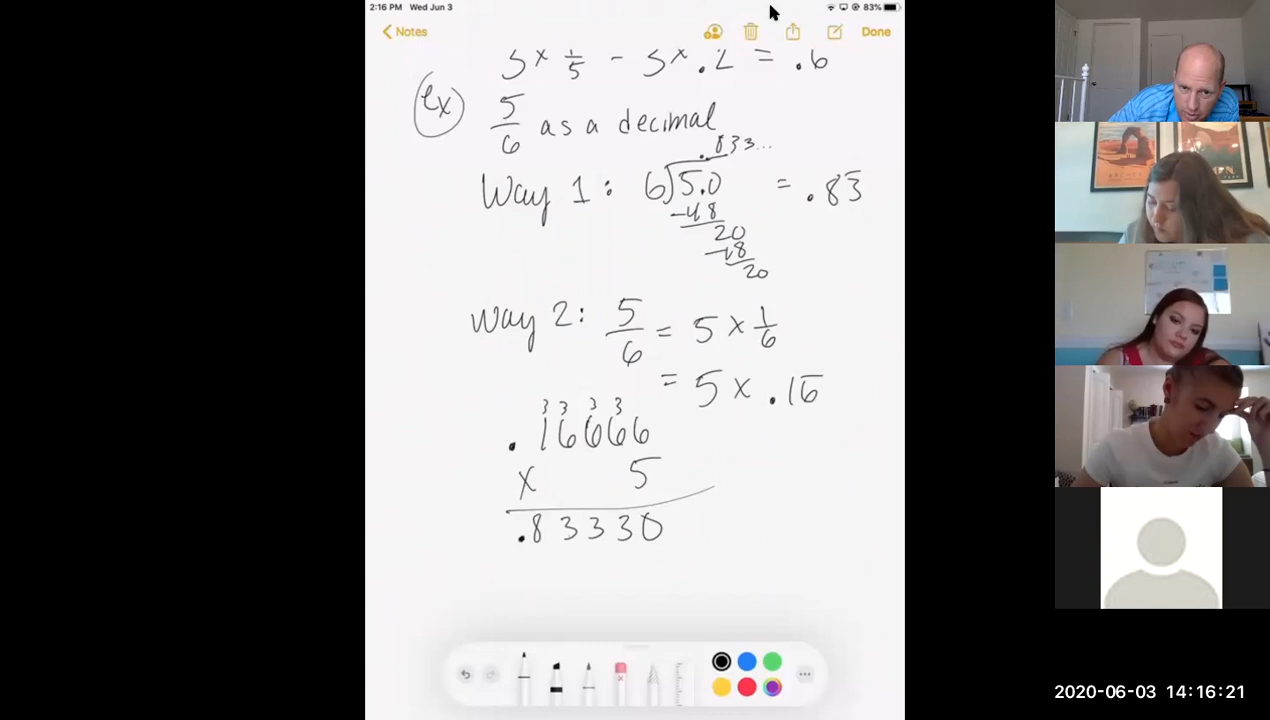 2:16 PM Wed Jun 3
83%
Notes
Done
3 × 1/5 - 3 × .2 = .6
ex
5/6 as a decimal
.833...
Way 1: 6)5.0 = .83̅
-48
20
-18
20
Way 2: 5/6 = 5 × 1/6
= 5 × .16̅
3 3 3 3
.16666
× 5
.83330
2020-06-03 14:16:21